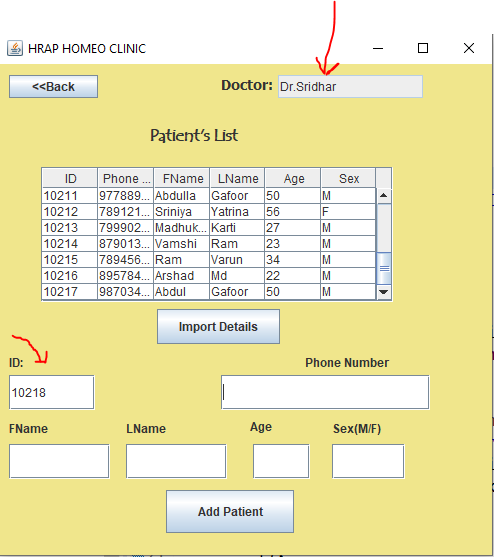 HRAP HOMEO CLINIC
<<Back Doctor: Dr.Sridhar
Patient's List
ID Phone ... FName LName Age Sex
10211 977889... Abdulla Gafoor 50 M
10212 789121... Sriniya Yatrina 56 F
10213 799902... Madhuk... Karti 27 M
10214 879013... Vamshi Ram 23 M
10215 789456... Ram Varun 34 M
10216 895784... Arshad Md 22 M
10217 987034... Abdul Gafoor 50 M
Import Details
ID: Phone Number
10218
FName LName Age Sex(M/F)
Add Patient